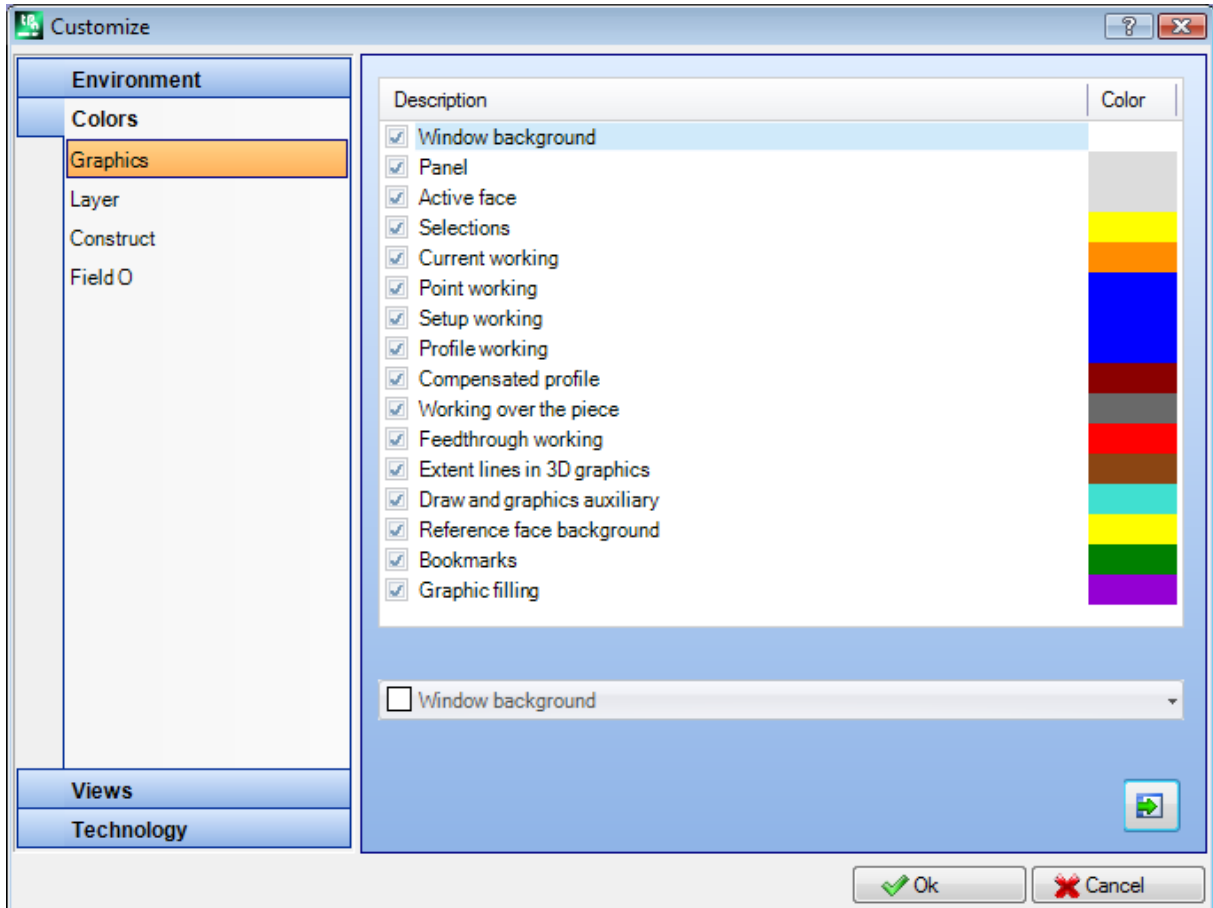 Customize
Environment
Colors
Graphics
Layer
Construct
Field O
Views
Technology
Description Color
Window background
Panel
Active face
Selections
Current working
Point working
Setup working
Profile working
Compensated profile
Working over the piece
Feedthrough working
Extent lines in 3D graphics
Draw and graphics auxiliary
Reference face background
Bookmarks
Graphic filling
Window background
Ok Cancel